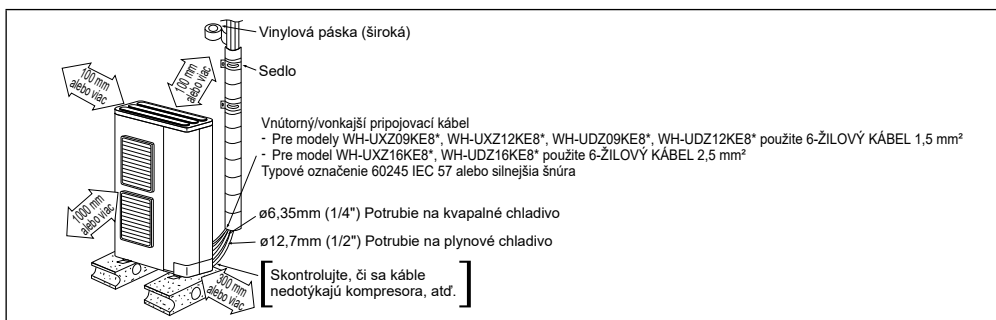 Vinylová páska (široká)
Sedlo
100 mm
alebo viac
100 mm
alebo viac
Vnútorný/vonkajší pripojovací kábel
- Pre modely WH-UXZ09KE8*, WH-UXZ12KE8*, WH-UDZ09KE8*, WH-UDZ12KE8* použite 6-ŽILOVÝ KÁBEL 1,5 mm²
- Pre model WH-UXZ16KE8*, WH-UDZ16KE8* použite 6-ŽILOVÝ KÁBEL 2,5 mm²
Typové označenie 60245 IEC 57 alebo silnejšia šnúra
1000 mm
alebo viac
ø6,35mm (1/4") Potrubie na kvapalné chladivo
ø12,7mm (1/2") Potrubie na plynové chladivo
Skontrolujte, či sa káble
nedotýkajú kompresora, atď.
300 mm
alebo viac